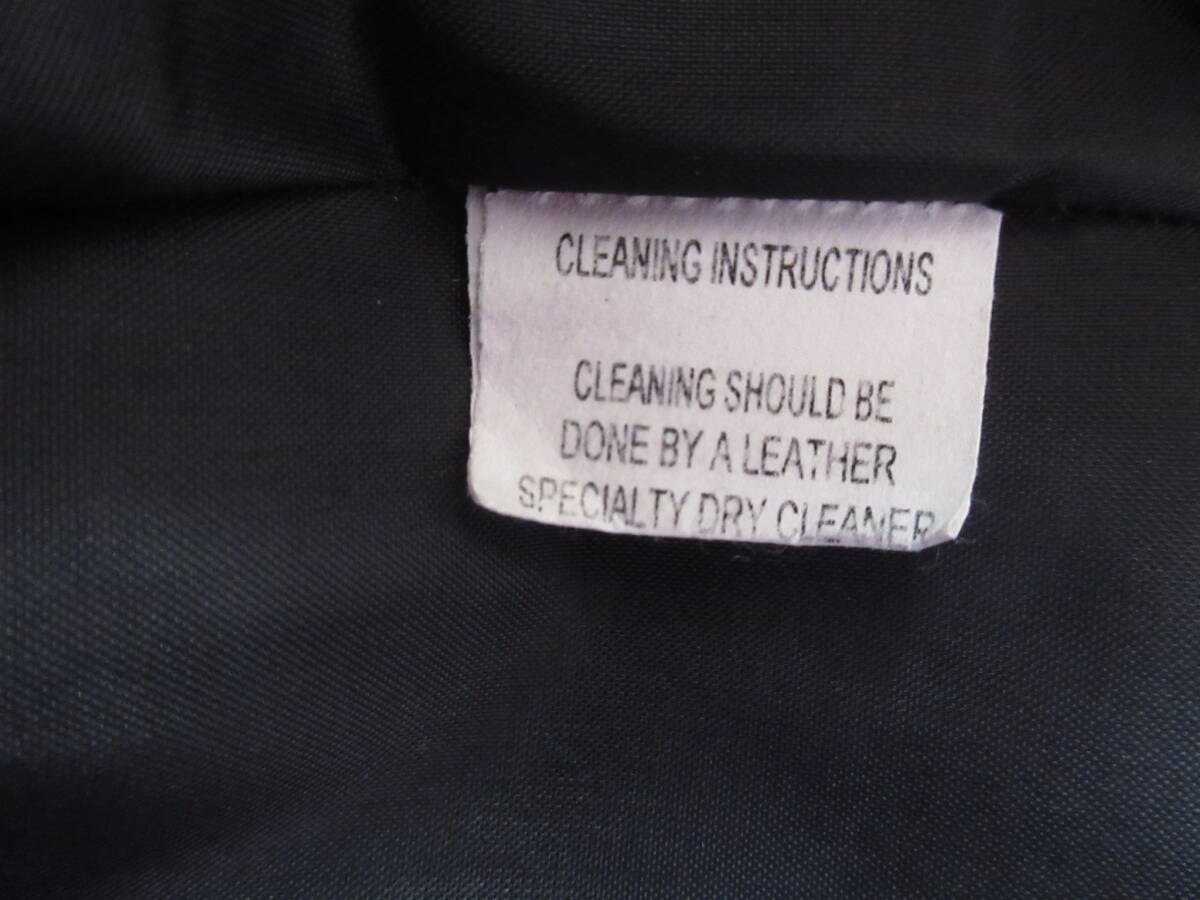 CLEANING INSTRUCTIONS
CLEANING SHOULD BE
DONE BY A LEATHER
SPECIALTY DRY CLEANER